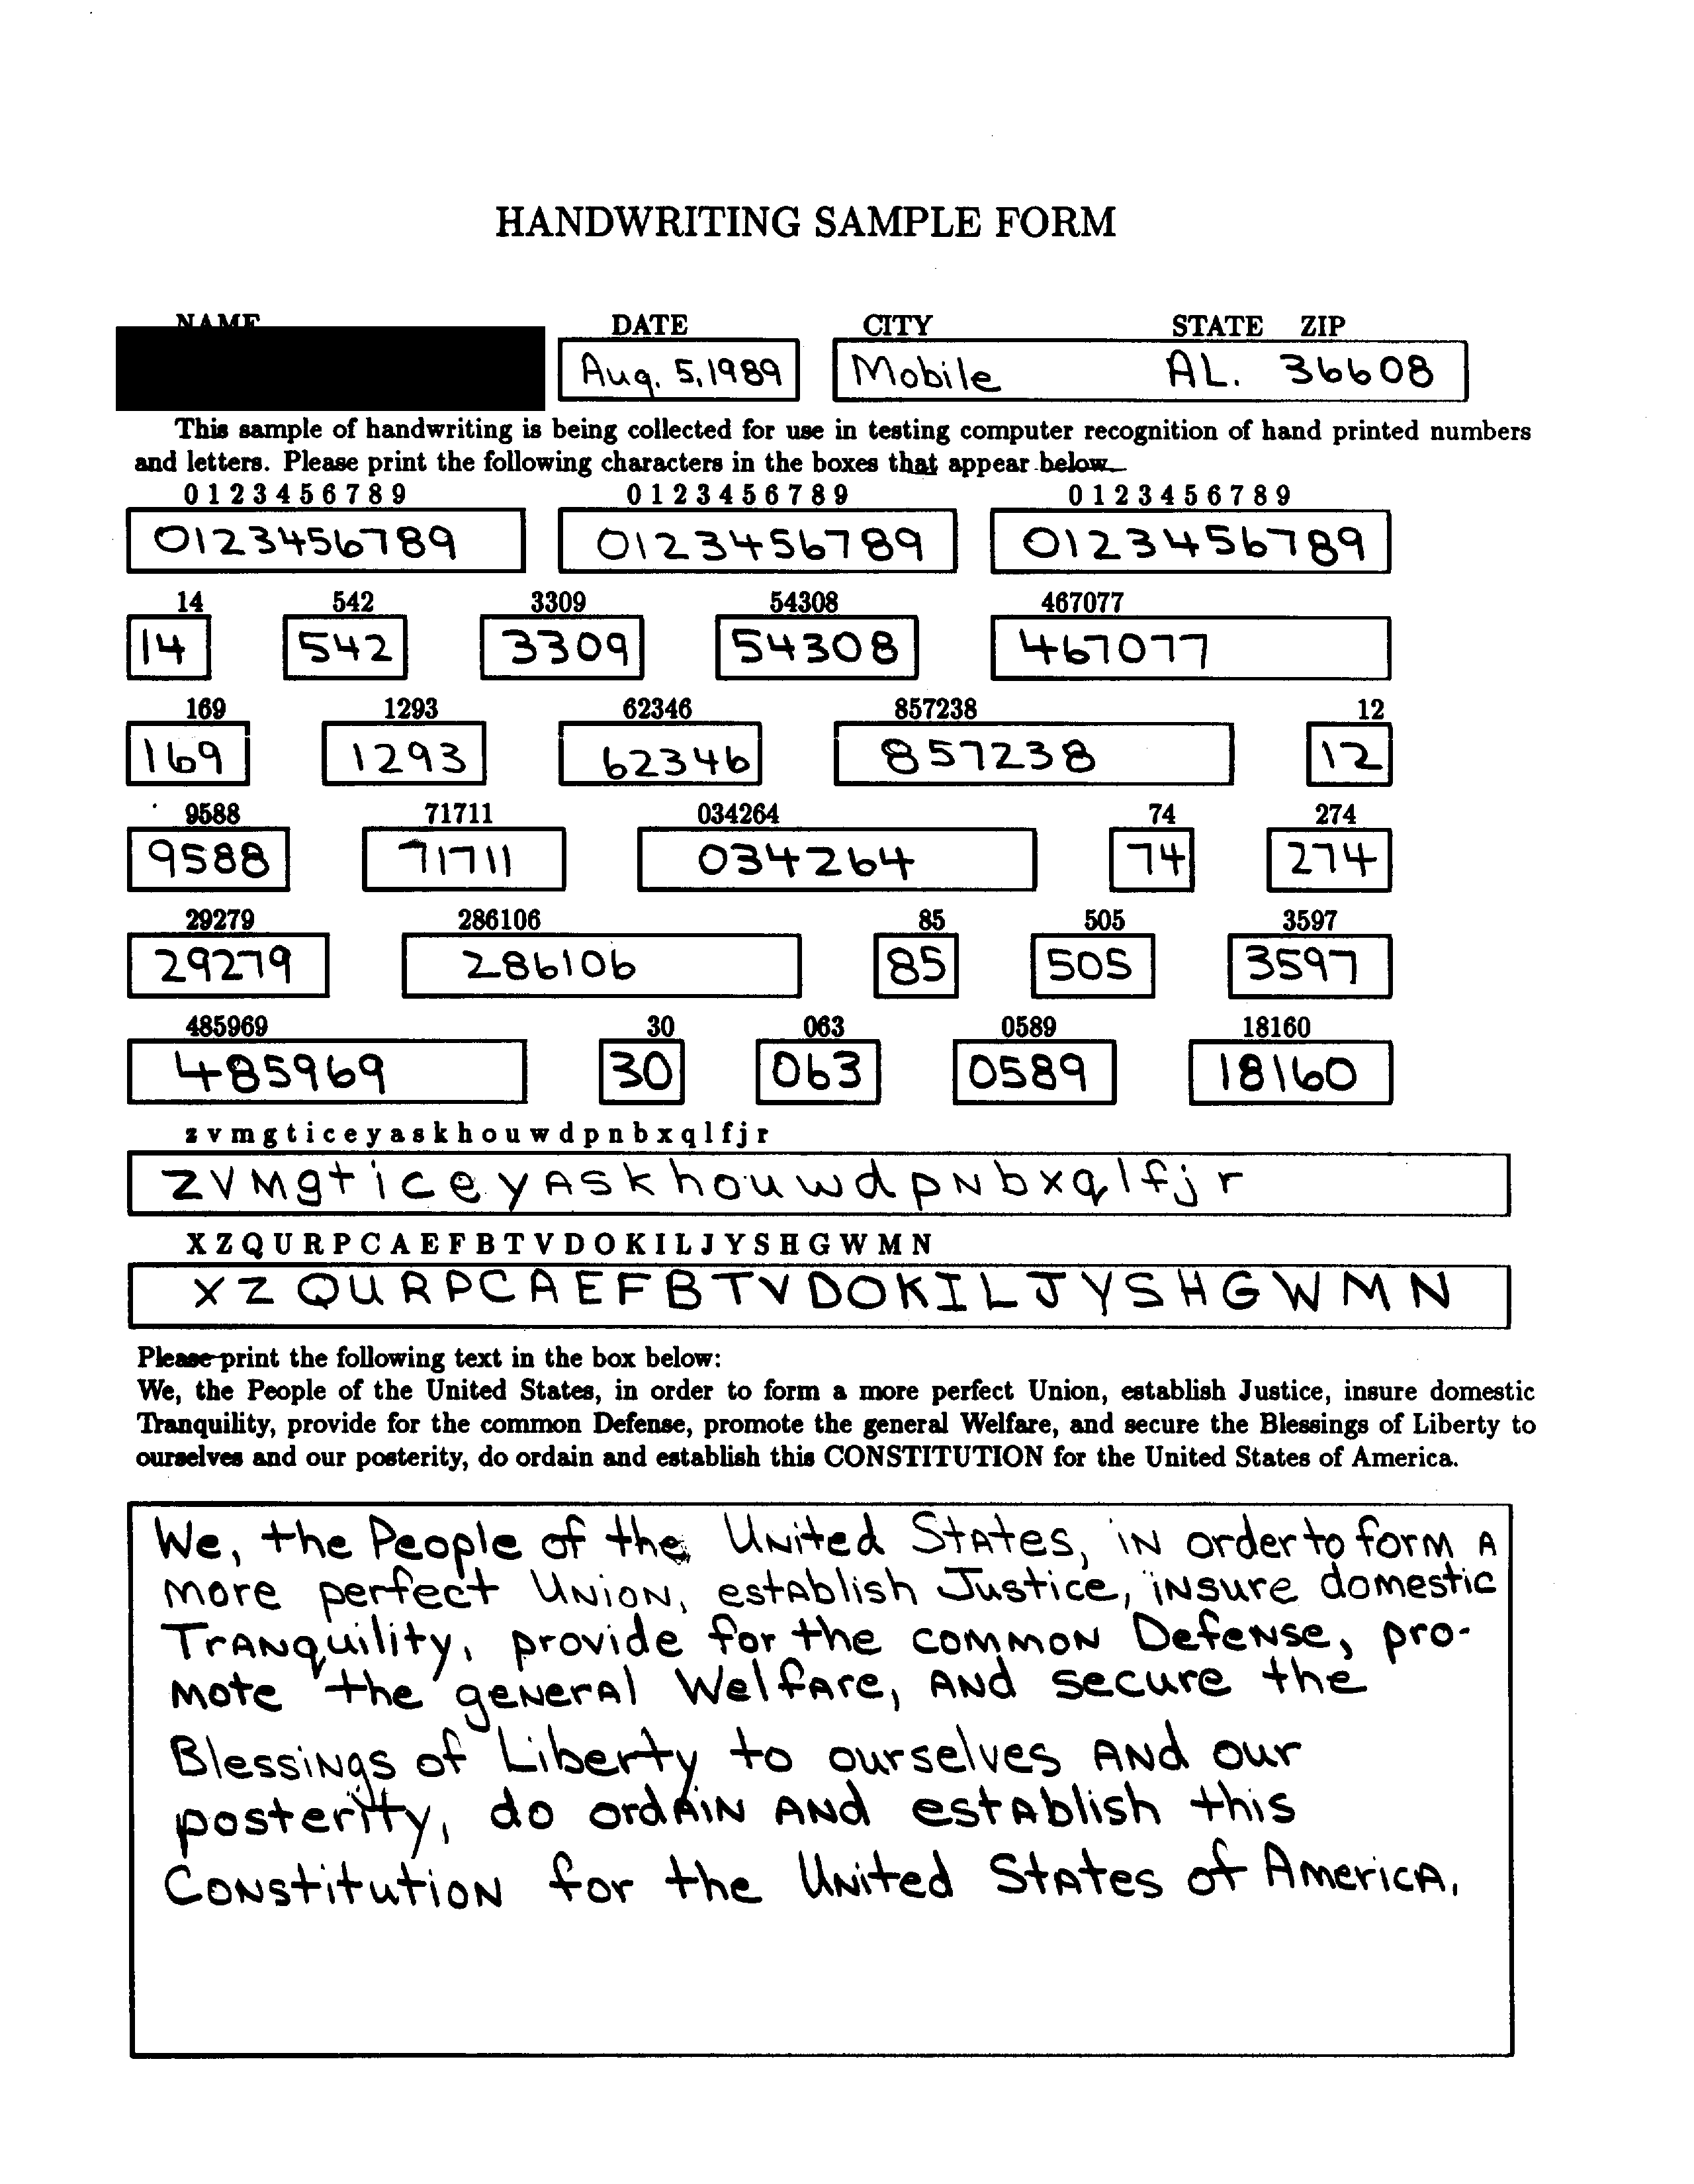 HANDWRITING SAMPLE FORM
NAME DATE CITY STATE ZIP
Aug. 5, 1989 Mobile AL. 36608
This sample of handwriting is being collected for use in testing computer recognition of hand printed numbers
and letters. Please print the following characters in the boxes that appear below.
0 1 2 3 4 5 6 7 8 9 0 1 2 3 4 5 6 7 8 9 0 1 2 3 4 5 6 7 8 9
0123456789 0123456789 0123456789
14 542 3309 54308 467077
14 542 3309 54308 467077
169 1293 62346 857238 12
169 1293 62346 857238 12
9588 71711 034264 74 274
9588 71711 034264 74 274
29279 286106 85 505 3597
29279 286106 85 505 3597
485969 30 063 0589 18160
485969 30 063 0589 18160
z v m g t i c e y a s k h o u w d p n b x q l f j r
z v m g t i c e y a s k h o u w d p n b x q l f j r
X Z Q U R P C A E F B T V D O K I L J Y S H G W M N
X Z Q U R P C A E F B T V D O K I L J Y S H G W M N
Please print the following text in the box below:
We, the People of the United States, in order to form a more perfect Union, establish Justice, insure domestic
Tranquility, provide for the common Defense, promote the general Welfare, and secure the Blessings of Liberty to
ourselves and our posterity, do ordain and establish this CONSTITUTION for the United States of America.
We, the People of the United States, in order to form a
more perfect Union, establish Justice, insure domestic
Tranquility, provide for the common Defense, pro-
mote the general Welfare, and secure the
Blessings of Liberty to ourselves and our
posterity, do ordain and establish this
Constitution for the United States of America.